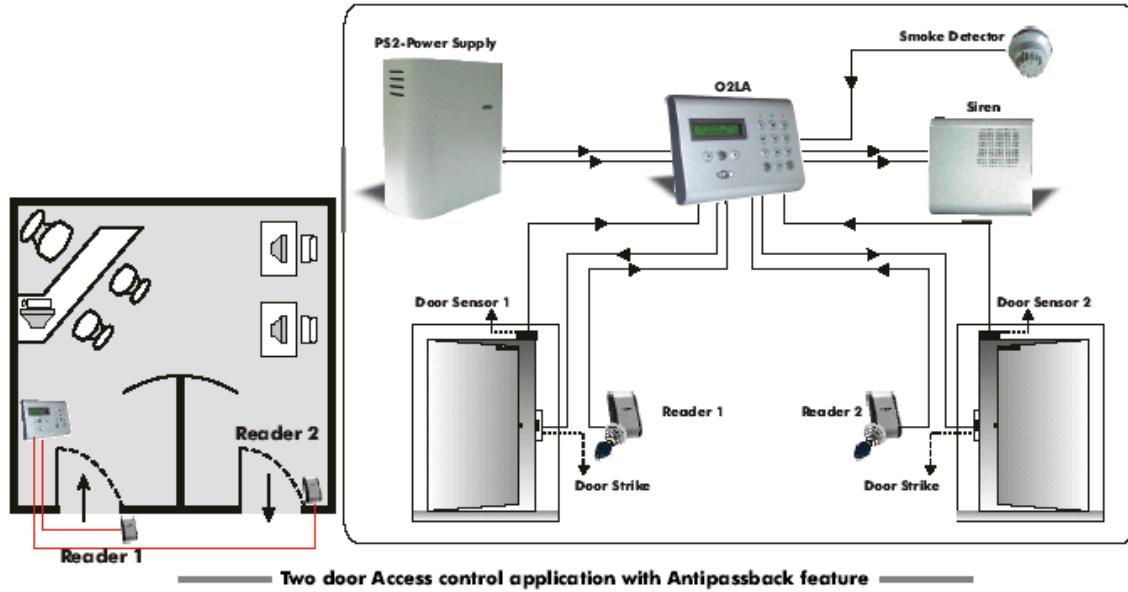 PS2-Power Supply
Smoke Detector
O2LA
Siren
Door Sensor 1
Door Sensor 2
Reader 1
Reader 2
Door Strike
Door Strike
Reader 2
Reader 1
Two door Access control application with Antipassback feature